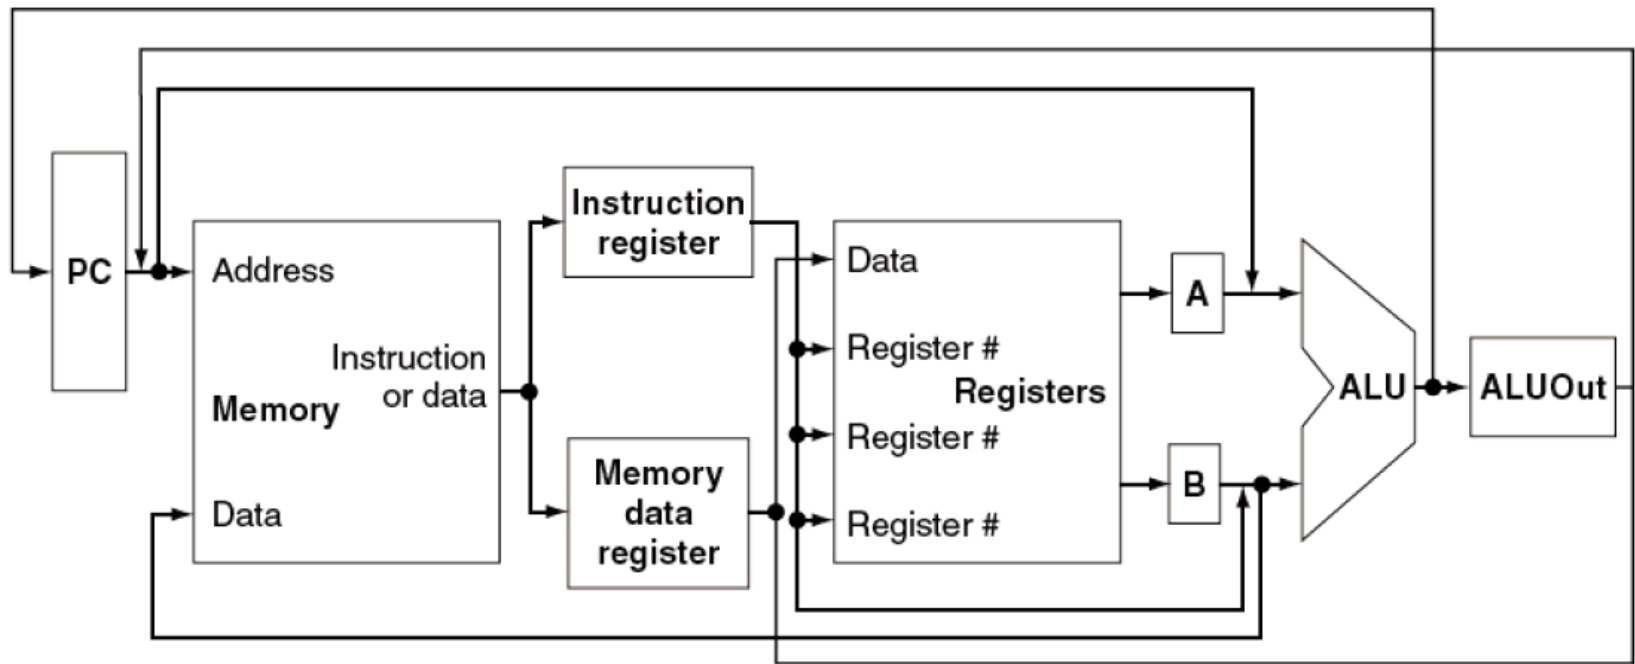 PC
Address
Instruction
or data
Memory
Data
Instruction
register
Memory
data
register
Data
Register #
Registers
Register #
Register #
A
B
ALU
ALUOut